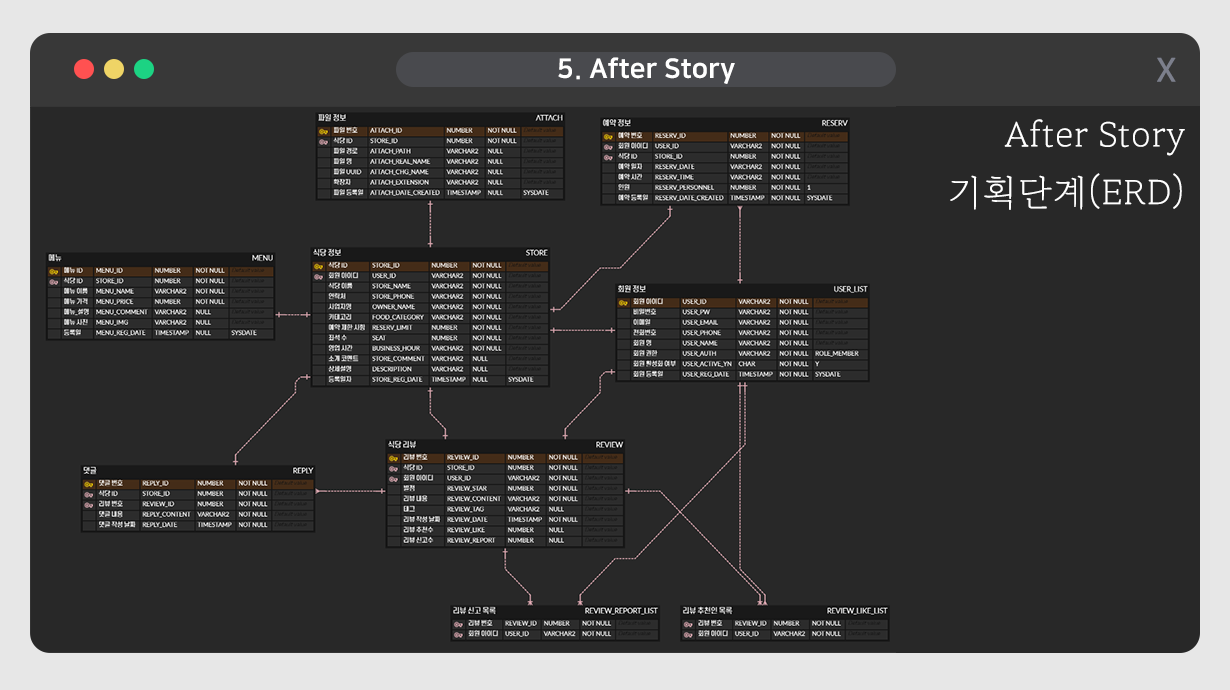 5. After Story
X
After Story
기획단계(ERD)
파일 정보 ATTACH
파일 번호 ATTACH_ID NUMBER NOT NULL
식당 ID STORE_ID NUMBER NOT NULL
파일 경로 ATTACH_PATH VARCHAR2 NULL
파일 명 ATTACH_REAL_NAME VARCHAR2 NULL
파일 UUID ATTACH_CHG_NAME VARCHAR2 NULL
확장자 ATTACH_EXTENSION VARCHAR2 NULL
파일 등록일 ATTACH_DATE_CREATED TIMESTAMP NULL SYSDATE
예약 정보 RESERV
예약 번호 RESERV_ID NUMBER NOT NULL
회원 아이디 USER_ID VARCHAR2 NOT NULL
식당 ID STORE_ID NUMBER NOT NULL
예약 일자 RESERV_DATE VARCHAR2 NOT NULL
예약 시간 RESERV_TIME VARCHAR2 NOT NULL
인원 RESERV_PERSONNEL NUMBER NOT NULL 1
예약 등록일 RESERV_DATE_CREATED TIMESTAMP NOT NULL SYSDATE
메뉴 MENU
메뉴 ID MENU_ID NUMBER NOT NULL
식당 ID STORE_ID NUMBER NOT NULL
메뉴 이름 MENU_NAME VARCHAR2 NOT NULL
메뉴 가격 MENU_PRICE NUMBER NOT NULL
메뉴_설명 MENU_COMMENT VARCHAR2 NULL
메뉴 사진 MENU_IMG VARCHAR2 NULL
등록일 MENU_REG_DATE TIMESTAMP NULL SYSDATE
식당 정보 STORE
식당 ID STORE_ID NUMBER NOT NULL
회원 아이디 USER_ID VARCHAR2 NOT NULL
식당 이름 STORE_NAME VARCHAR2 NOT NULL
연락처 STORE_PHONE VARCHAR2 NOT NULL
사업자명 OWNER_NAME VARCHAR2 NOT NULL
카테고리 FOOD_CATEGORY VARCHAR2 NOT NULL
예약 제한 사항 RESERV_LIMIT NUMBER NOT NULL
좌석 수 SEAT NUMBER NOT NULL
영업 시간 BUSINESS_HOUR VARCHAR2 NOT NULL
소개 코멘트 STORE_COMMENT VARCHAR2 NULL
상세설명 DESCRIPTION VARCHAR2 NULL
등록일자 STORE_REG_DATE TIMESTAMP NULL SYSDATE
회원 정보 USER_LIST
회원 아이디 USER_ID VARCHAR2 NOT NULL
비밀번호 USER_PW VARCHAR2 NOT NULL
이메일 USER_EMAIL VARCHAR2 NOT NULL
전화번호 USER_PHONE VARCHAR2 NOT NULL
회원 명 USER_NAME VARCHAR2 NOT NULL
회원 권한 USER_AUTH VARCHAR2 NOT NULL ROLE_MEMBER
회원 활성화 여부 USER_ACTIVE_YN CHAR NOT NULL Y
회원 등록일 USER_REG_DATE TIMESTAMP NOT NULL SYSDATE
댓글 REPLY
댓글 번호 REPLY_ID NUMBER NOT NULL
식당 ID STORE_ID NUMBER NOT NULL
리뷰 번호 REVIEW_ID NUMBER NOT NULL
댓글 내용 REPLY_CONTENT VARCHAR2 NOT NULL
댓글 작성 날짜 REPLY_DATE TIMESTAMP NOT NULL
식당 리뷰 REVIEW
리뷰 번호 REVIEW_ID NUMBER NOT NULL
식당 ID STORE_ID NUMBER NOT NULL
회원 아이디 USER_ID VARCHAR2 NOT NULL
별점 REVIEW_STAR NUMBER NOT NULL
리뷰 내용 REVIEW_CONTENT VARCHAR2 NOT NULL
태그 REVIEW_TAG VARCHAR2 NULL
리뷰 작성 날짜 REVIEW_DATE TIMESTAMP NOT NULL
리뷰 추천수 REVIEW_LIKE NUMBER NULL
리뷰 신고수 REVIEW_REPORT NUMBER NULL
리뷰 신고 목록 REVIEW_REPORT_LIST
리뷰 번호 REVIEW_ID NUMBER NOT NULL
회원 아이디 USER_ID VARCHAR2 NOT NULL
리뷰 추천인 목록 REVIEW_LIKE_LIST
리뷰 번호 REVIEW_ID NUMBER NOT NULL
회원 아이디 USER_ID VARCHAR2 NOT NULL